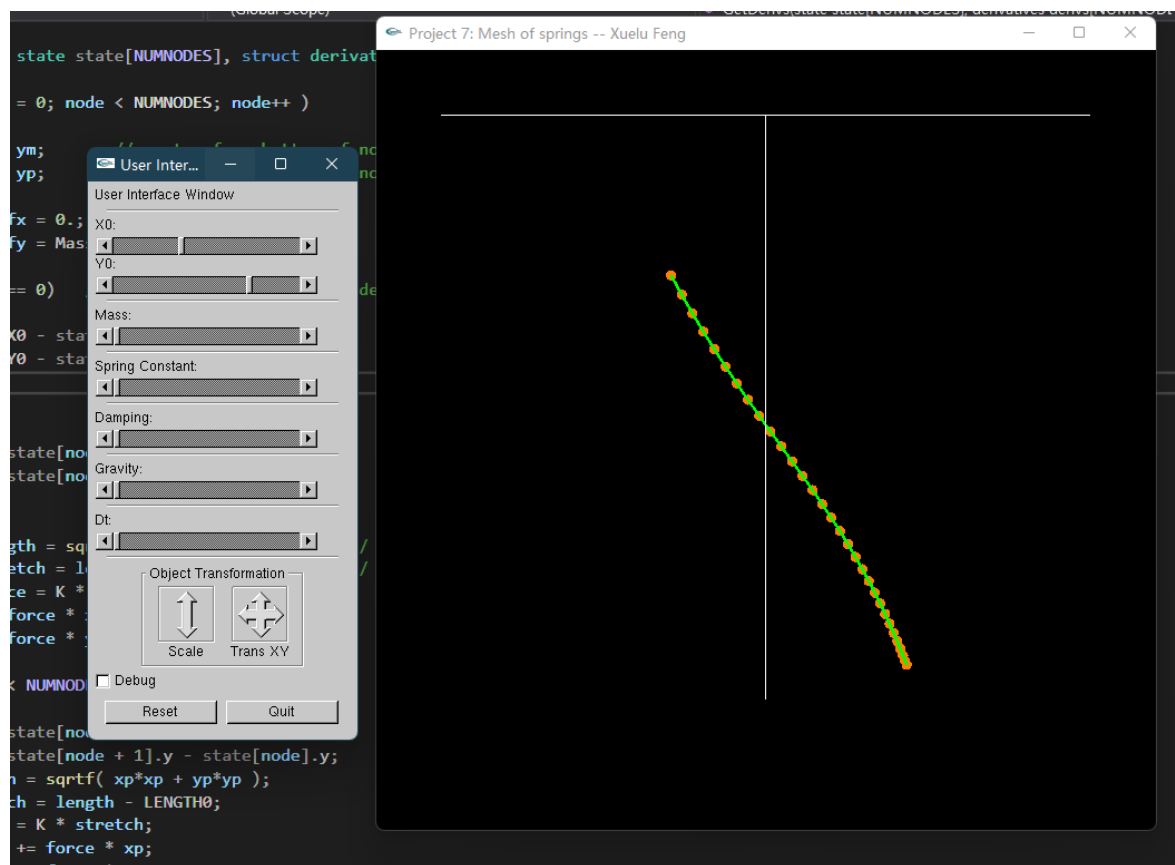 (Global Scope)
GetDerivs(state state[NUMNODES], derivatives derivs[NUMNODE
Project 7: Mesh of springs -- Xuelu Feng
state state[NUMNODES], struct derivat
= 0; node < NUMNODES; node++ )
ym; //
yp;
fx = 0.;
fy = Mas
== 0) de
X0 - sta
Y0 - sta
state[no
state[no
gth = sq /
etch = l /
ce = K *
force *
force *
< NUMNOD
state[no
state[node + 1].y - state[node].y;
= sqrtf( xp*xp + yp*yp );
ch = length - LENGTH0;
= K * stretch;
+= force * xp;
User Inter...
User Interface Window
X0:
Y0:
Mass:
Spring Constant:
Damping:
Gravity:
Dt:
Object Transformation
Scale Trans XY
Debug
Reset Quit